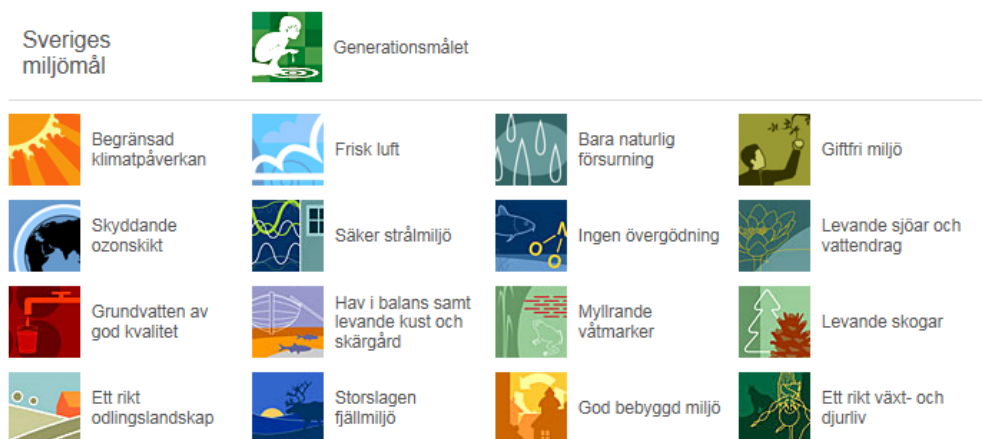 Sveriges
miljömål
Generationsmålet
Begränsad
klimatpåverkan
Frisk luft
Bara naturlig
försurning
Giftfri miljö
Skyddande
ozonskikt
Säker strålmiljö
Ingen övergödning
Levande sjöar och
vattendrag
Grundvatten av
god kvalitet
Hav i balans samt
levande kust och
skärgård
Myllrande
våtmarker
Levande skogar
Ett rikt
odlingslandskap
Storslagen
fjällmiljö
God bebyggd miljö
Ett rikt växt- och
djurliv